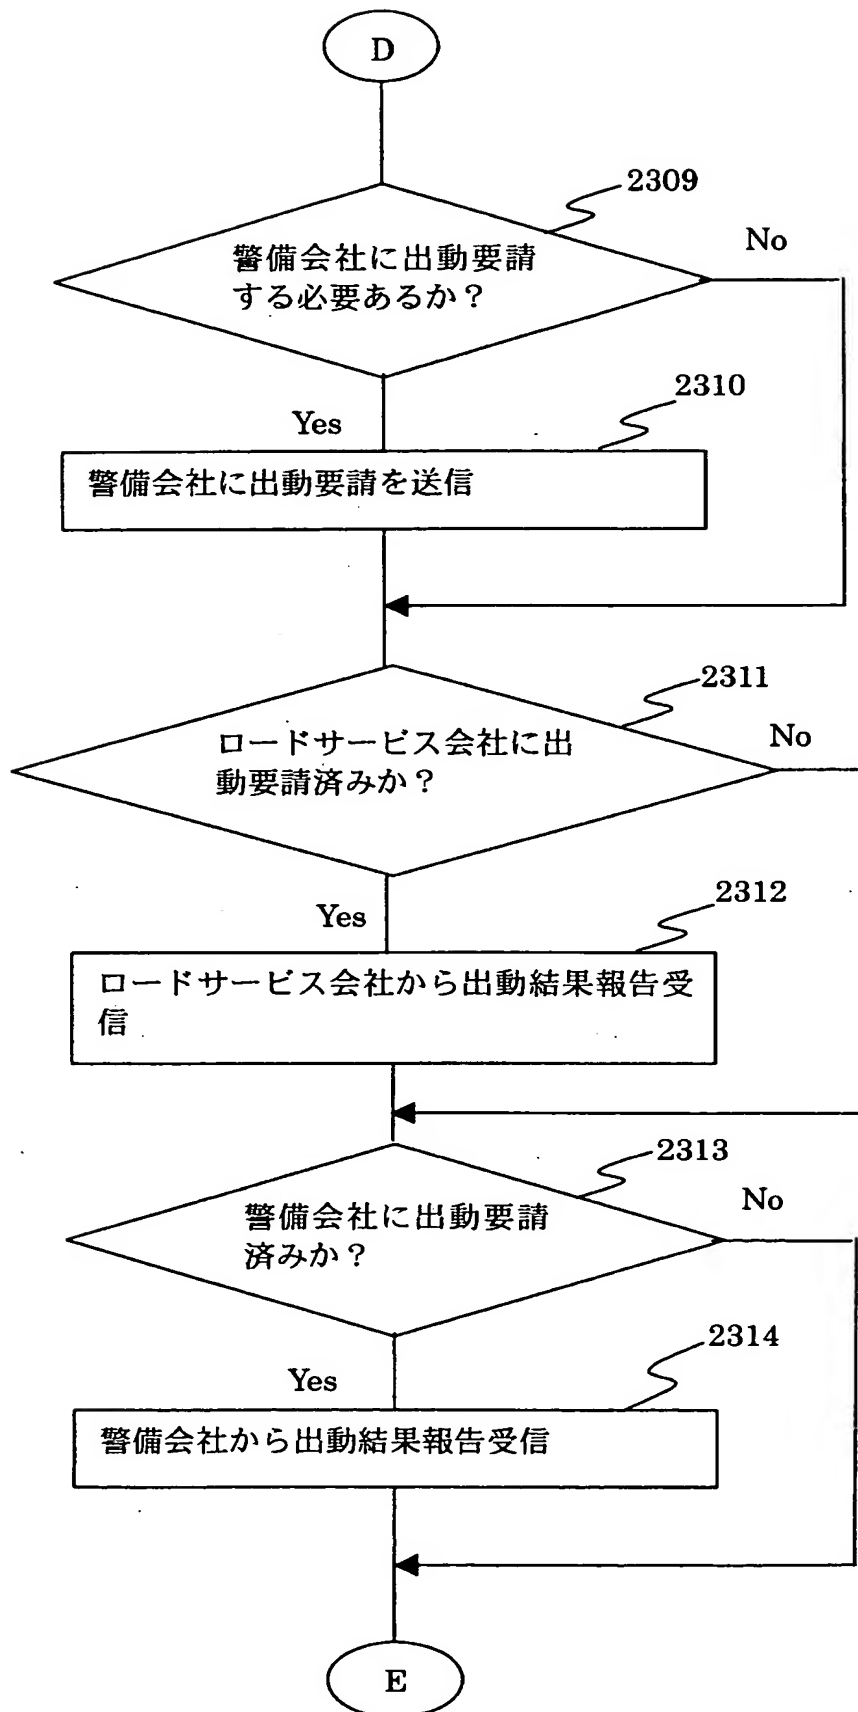 D
2309
警備会社に出動要請
する必要あるか？
No
2310
Yes
警備会社に出動要請を送信
2311
ロードサービス会社に出
動要請済みか？
No
2312
Yes
ロードサービス会社から出動結果報告受
信
2313
警備会社に出動要請
済みか？
No
2314
Yes
警備会社から出動結果報告受信
E